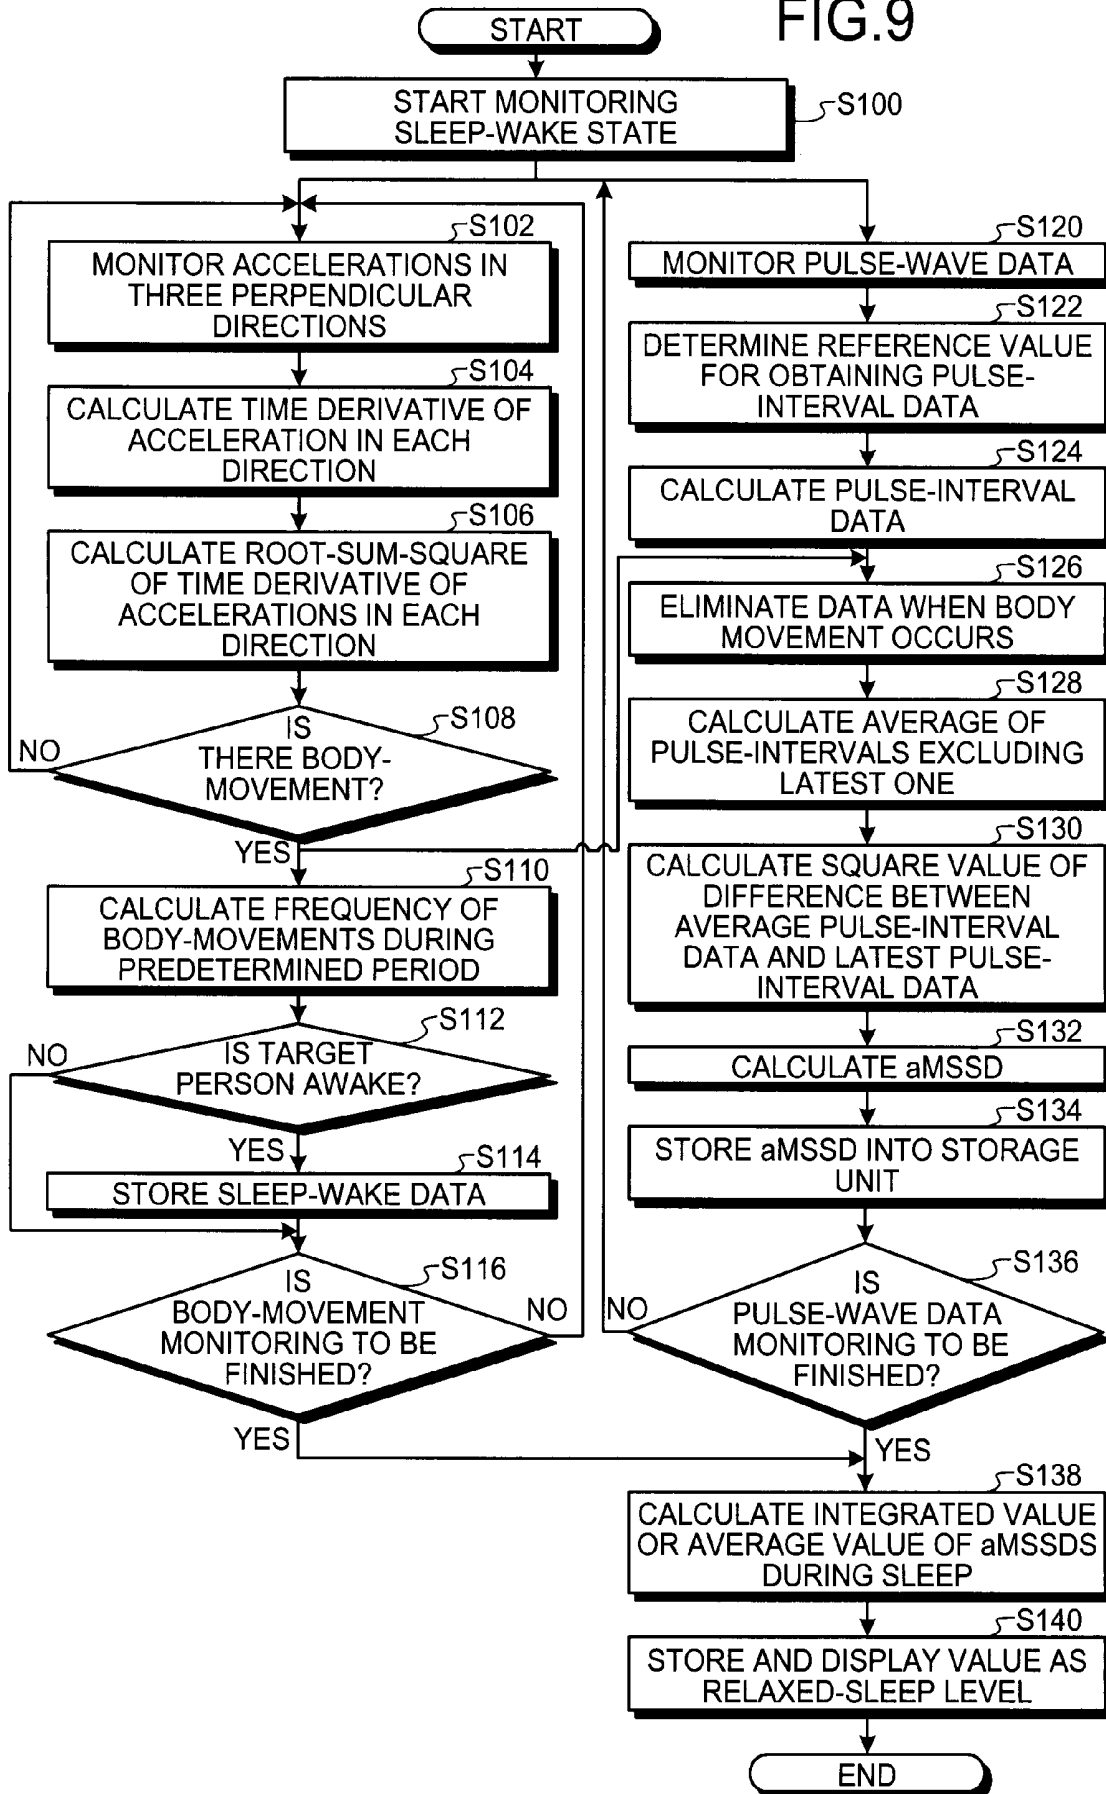 FIG.9
START
START MONITORING
SLEEP-WAKE STATE
S100
S102
MONITOR ACCELERATIONS IN
THREE PERPENDICULAR
DIRECTIONS
S104
CALCULATE TIME DERIVATIVE OF
ACCELERATION IN EACH
DIRECTION
S106
CALCULATE ROOT-SUM-SQUARE
OF TIME DERIVATIVE OF
ACCELERATIONS IN EACH
DIRECTION
S108
IS
THERE BODY-
MOVEMENT?
NO
YES
S110
CALCULATE FREQUENCY OF
BODY-MOVEMENTS DURING
PREDETERMINED PERIOD
S112
IS TARGET
PERSON AWAKE?
NO
YES
S114
STORE SLEEP-WAKE DATA
S116
IS
BODY-MOVEMENT
MONITORING TO BE
FINISHED?
NO
YES
S120
MONITOR PULSE-WAVE DATA
S122
DETERMINE REFERENCE VALUE
FOR OBTAINING PULSE-
INTERVAL DATA
S124
CALCULATE PULSE-INTERVAL
DATA
S126
ELIMINATE DATA WHEN BODY
MOVEMENT OCCURS
S128
CALCULATE AVERAGE OF
PULSE-INTERVALS EXCLUDING
LATEST ONE
S130
CALCULATE SQUARE VALUE OF
DIFFERENCE BETWEEN
AVERAGE PULSE-INTERVAL
DATA AND LATEST PULSE-
INTERVAL DATA
S132
CALCULATE aMSSD
S134
STORE aMSSD INTO STORAGE
UNIT
S136
IS
PULSE-WAVE DATA
MONITORING TO BE
FINISHED?
NO
YES
S138
CALCULATE INTEGRATED VALUE
OR AVERAGE VALUE OF aMSSDS
DURING SLEEP
S140
STORE AND DISPLAY VALUE AS
RELAXED-SLEEP LEVEL
END